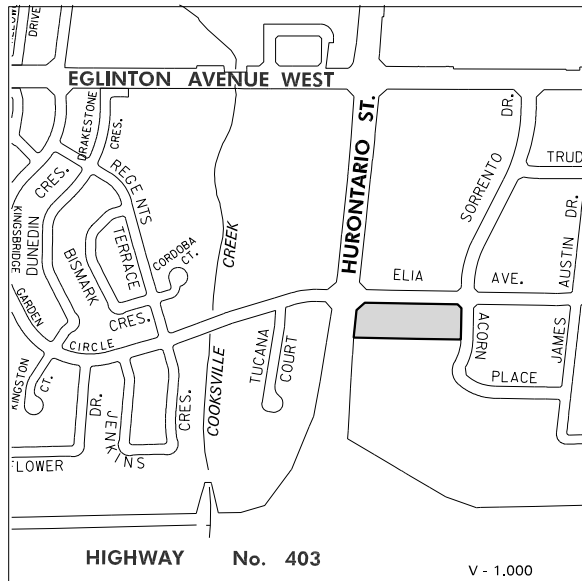 DRIVE
EGLINTON AVENUE WEST
DRAKESTONE
CRES.
REGENTS
TERRACE
CRES.
DUNDIGI
KINGSBRIDGE
GARDEN
CIRCLE
BISMARK
CRES.
CORDOBA
CT.
CREEK
COOKSVILLE
HURONTARIO ST.
SORRENTO
DR.
TRUD
ELIA AVE.
AUSTIN
DR.
JAMES
ACORN
PLACE
TUCANA
COURT
KINGSTON
CT.
DR.
JENKINS
CRES.
FLOWER
HIGHWAY No. 403
V - 1.000